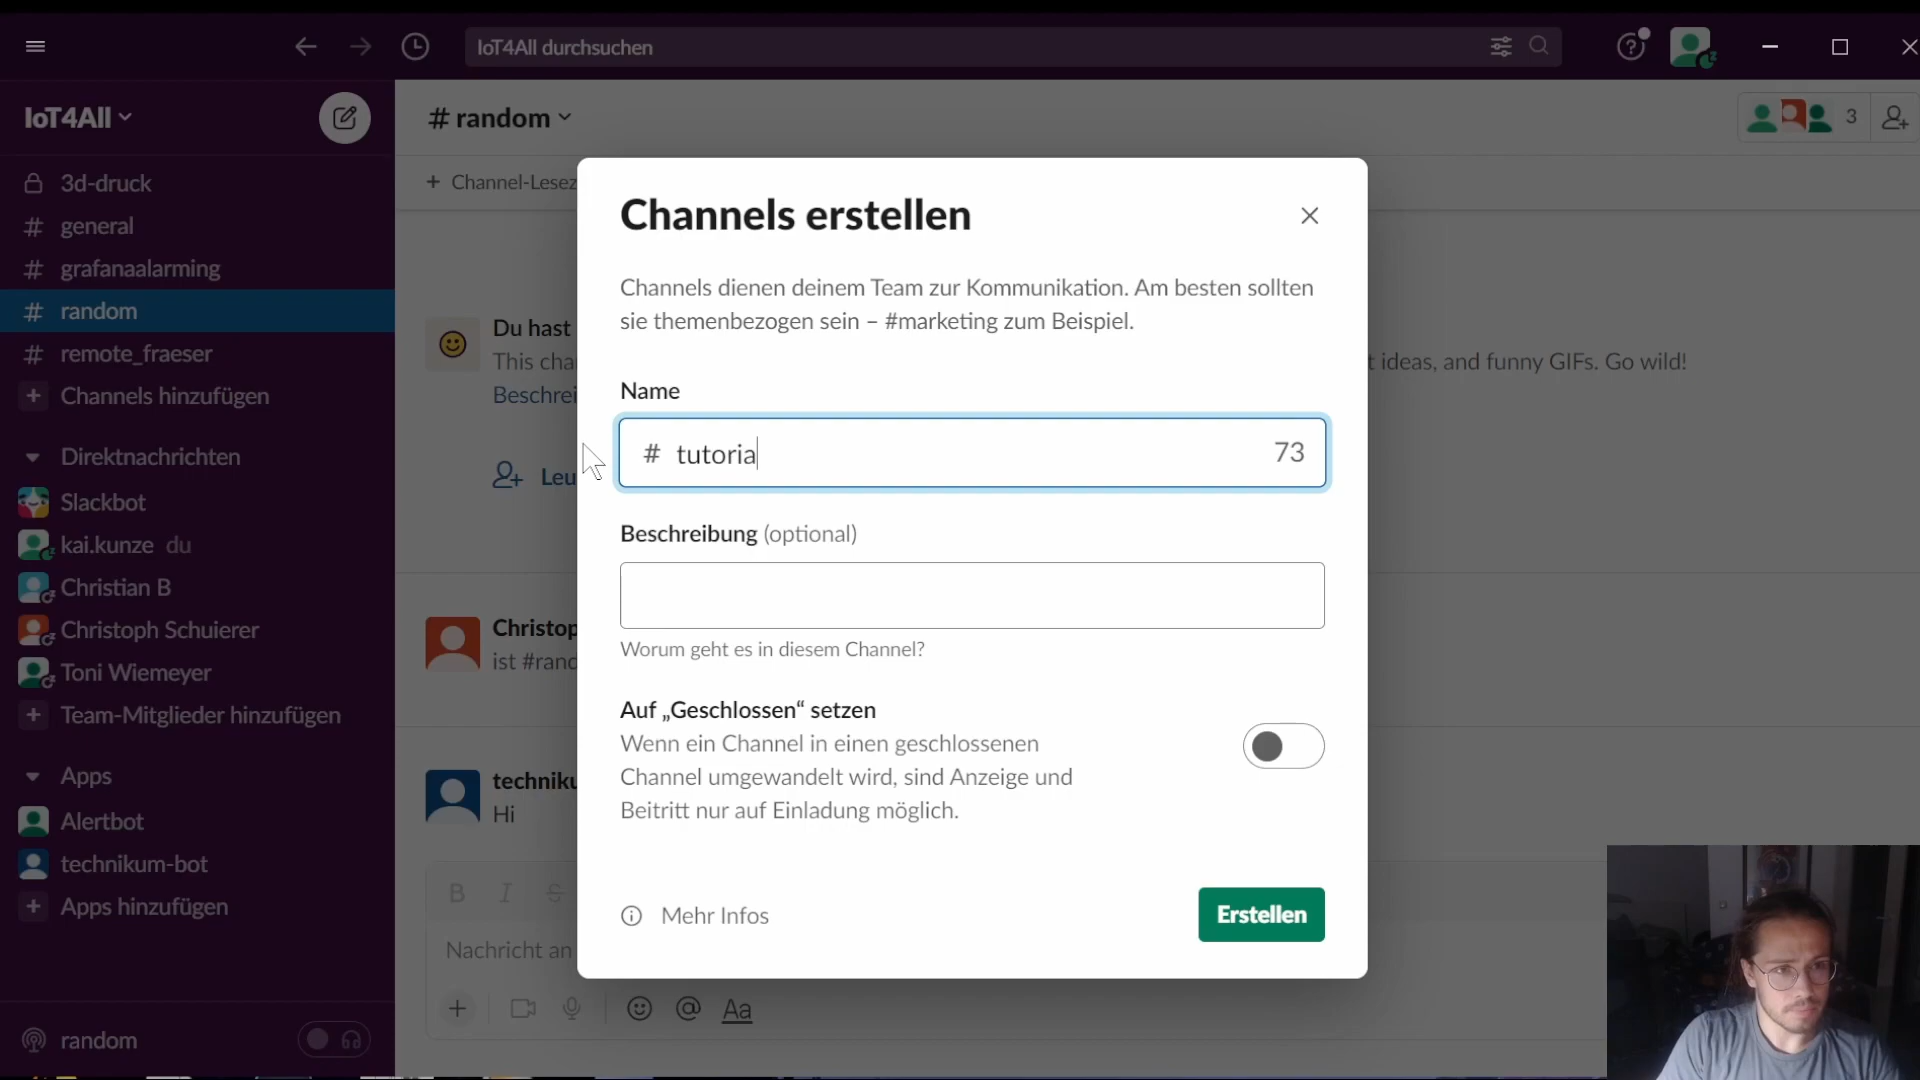 IoT4All durchsuchen
IoT4All
# random
3
3d-druck
# general
# grafanaalarming
# random
# remote_fraeser
+ Channels hinzufügen
Direktnachrichten
Slackbot
kai.kunze du
Christian B
Christoph Schuierer
Toni Wiemeyer
+ Team-Mitglieder hinzufügen
Apps
Alertbot
technikum-bot
+ Apps hinzufügen
random
+ Channel-Lesez
Du hast
This cha
t ideas, and funny GIFs. Go wild!
Beschrei
Leu
Christop
ist #rand
techniku
Hi
B I S
Nachricht an
+ @ Aa
Channels erstellen
Channels dienen deinem Team zur Kommunikation. Am besten sollten
sie themenbezogen sein – #marketing zum Beispiel.
Name
# tutoria 73
Beschreibung (optional)
Worum geht es in diesem Channel?
Auf „Geschlossen“ setzen
Wenn ein Channel in einen geschlossenen
Channel umgewandelt wird, sind Anzeige und
Beitritt nur auf Einladung möglich.
Mehr Infos
Erstellen